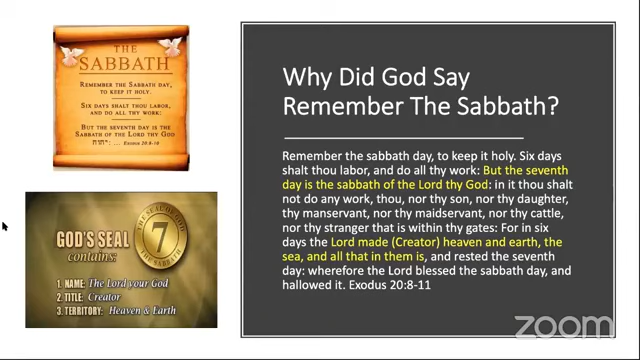 THE
SABBATH
REMEMBER THE SABBATH DAY,
TO KEEP IT HOLY.
SIX DAYS SHALT THOU LABOR,
AND DO ALL THY WORK:
BUT THE SEVENTH DAY IS THE
SABBATH OF THE LORD THY GOD
יהוה: ... Exodus 20:8-10
GOD'S SEAL
contains:
THE SEAL OF GOD
7
THE SABBATH
1. NAME: The Lord your God
2. TITLE: Creator
3. TERRITORY: Heaven & Earth
Why Did God Say
Remember The Sabbath?
Remember the sabbath day, to keep it holy. Six days
shalt thou labor, and do all thy work: But the seventh
day is the sabbath of the Lord thy God: in it thou shalt
not do any work, thou, nor thy son, nor thy daughter,
thy manservant, nor thy maidservant, nor thy cattle,
nor thy stranger that is within thy gates: For in six
days the Lord made (Creator) heaven and earth, the
sea, and all that in them is, and rested the seventh
day: wherefore the Lord blessed the sabbath day, and
hallowed it. Exodus 20:8-11
zoom